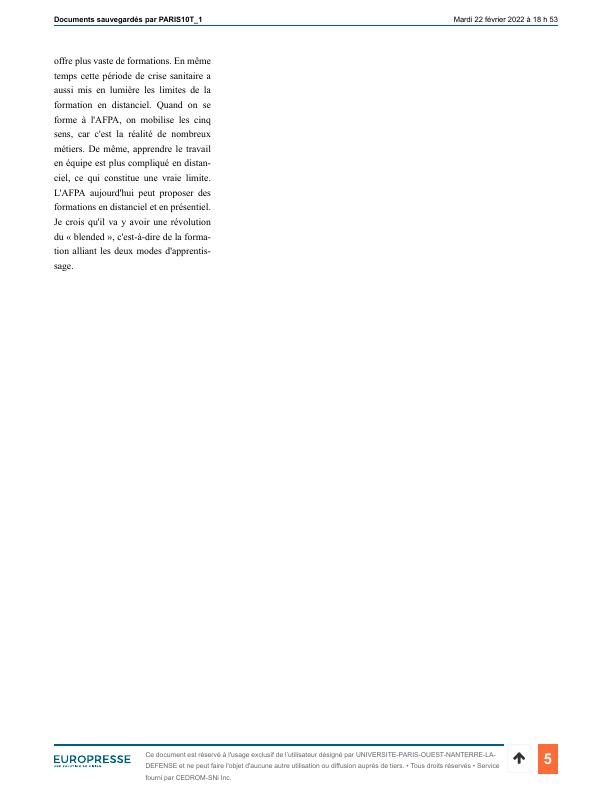 Documents sauvegardés par PARIS10T_1
Mardi 22 février 2022 à 18 h 53
offre plus vaste de formations. En même
temps cette période de crise sanitaire a
aussi mis en lumière les limites de la
formation en distanciel. Quand on se
forme à l'AFPA, on mobilise les cinq
sens, car c'est la réalité de nombreux
métiers. De même, apprendre le travail
en équipe est plus compliqué en distan-
ciel, ce qui constitue une vraie limite.
L'AFPA aujourd'hui peut proposer des
formations en distanciel et en présentiel.
Je crois qu'il va y avoir une révolution
du « blended », c'est-à-dire de la forma-
tion alliant les deux modes d'apprentis-
sage.
EUROPRESSE
Ce document est réservé à l'usage exclusif de l'utilisateur désigné par UNIVERSITE-PARIS-OUEST-NANTERRE-LA-
DEFENSE et ne peut faire l'objet d'aucune autre utilisation ou diffusion auprès de tiers. • Tous droits réservés • Service
fourni par CEDROM-SNi Inc.
5